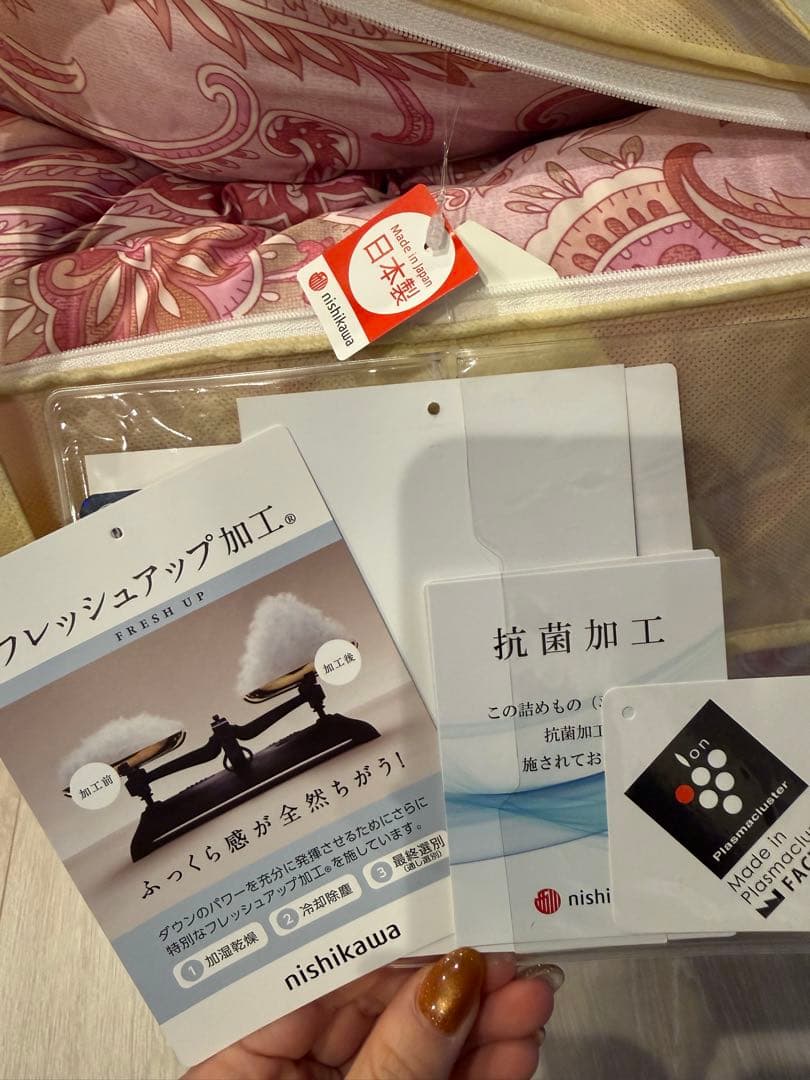 Made in Japan
日本製
nishikawa
フレッシュアップ加工®
FRESH UP
加工後
加工前
ふっくら感が全然ちがう!
ダウンのパワーを充分に発揮させるためにさらに
特別なフレッシュアップ加工®を施しています。
1 加湿乾燥
2 冷却除塵
3 最終選別
(通し選別)
nishikawa
抗菌加工
この詰めもの(
抗菌加工
施されてお
nishi
Ion
Plasmacluster
Made in
Plasmaclu
FAC